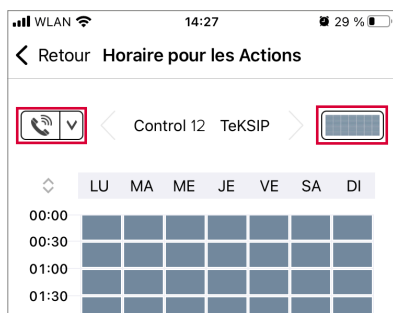 WLAN 14:27 29 %
Retour Horaire pour les Actions
Control 12 TeKSIP
LU MA ME JE VE SA DI
00:00
00:30
01:00
01:30